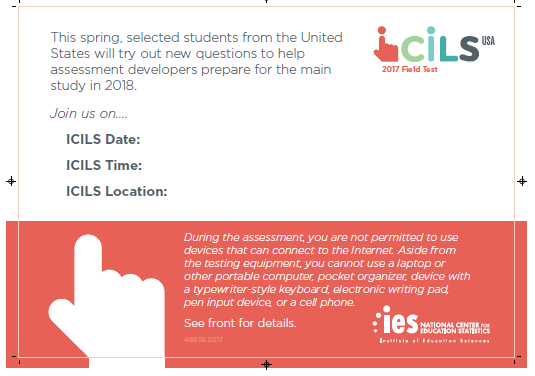 This spring, selected students from the United
States will try out new questions to help
assessment developers prepare for the main
study in 2018.
iCILS USA
2017 Field Test
Join us on....
ICILS Date:
ICILS Time:
ICILS Location:
During the assessment, you are not permitted to use
devices that can connect to the Internet. Aside from
the testing equipment, you cannot use a laptop or
other portable computer, pocket organizer, device with
a typewriter-style keyboard, electronic writing pad,
pen input device, or a cell phone.
See front for details.
48836.0217
ies NATIONAL CENTER FOR
EDUCATION STATISTICS
Institute of Education Sciences